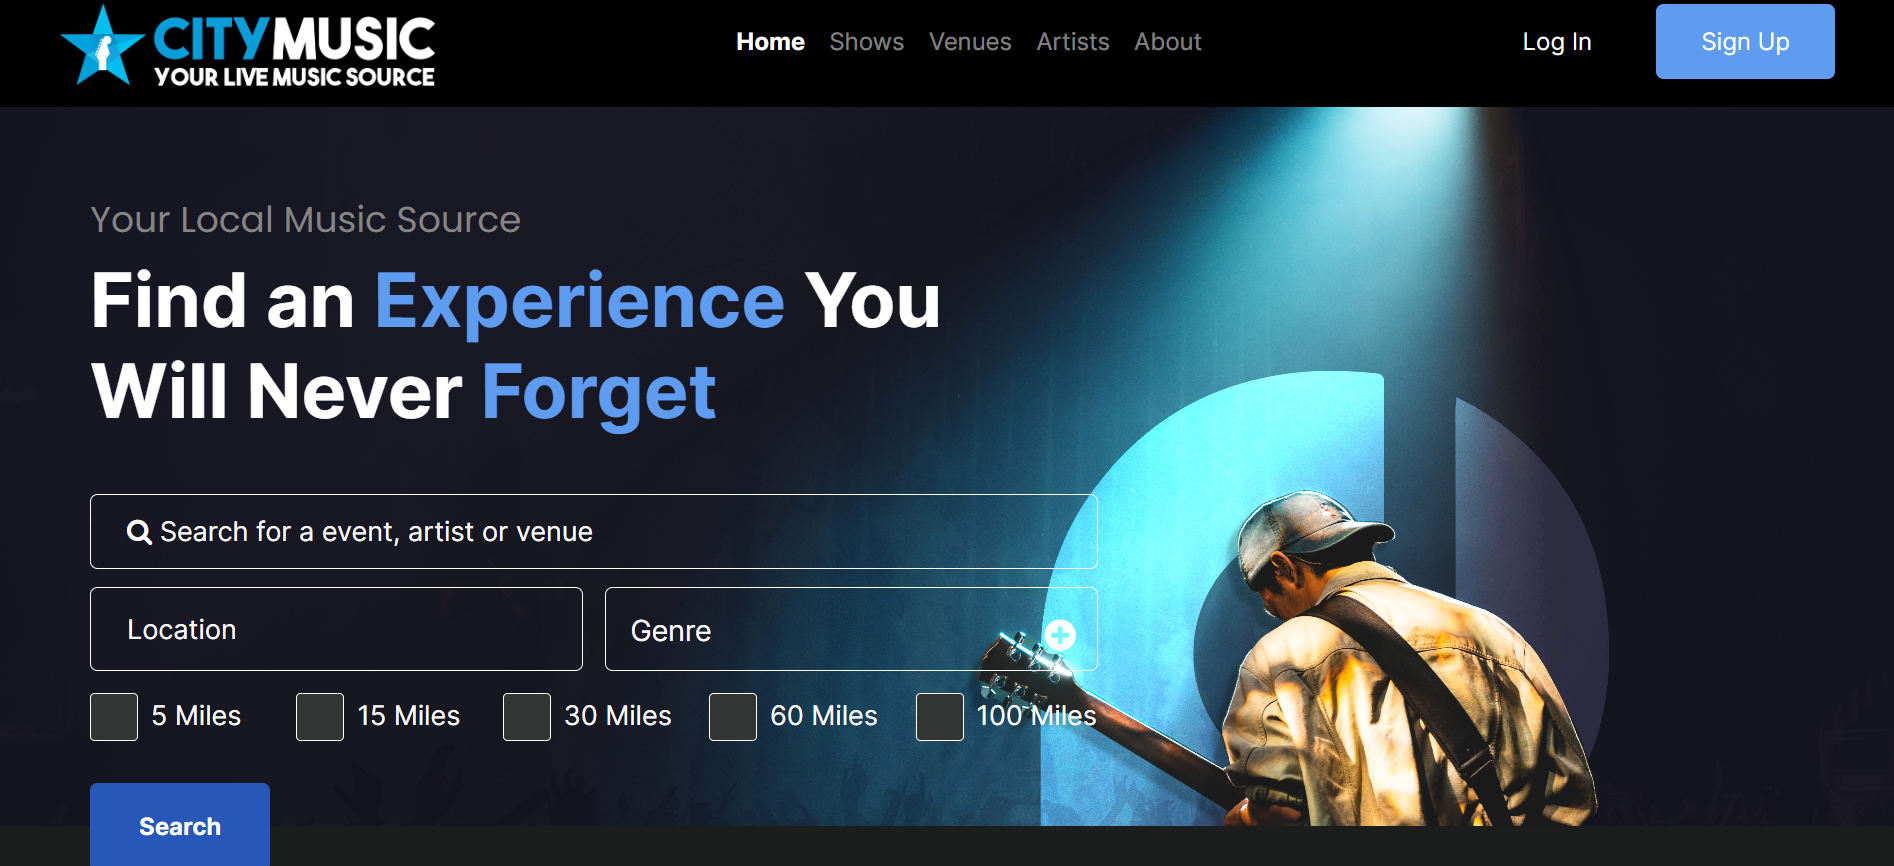 CITYMUSIC
YOUR LIVE MUSIC SOURCE
Home Shows Venues Artists About
Log In
Sign Up
Your Local Music Source
Find an Experience You
Will Never Forget
Search for a event, artist or venue
Location
Genre
5 Miles 15 Miles 30 Miles 60 Miles 100 Miles
Search